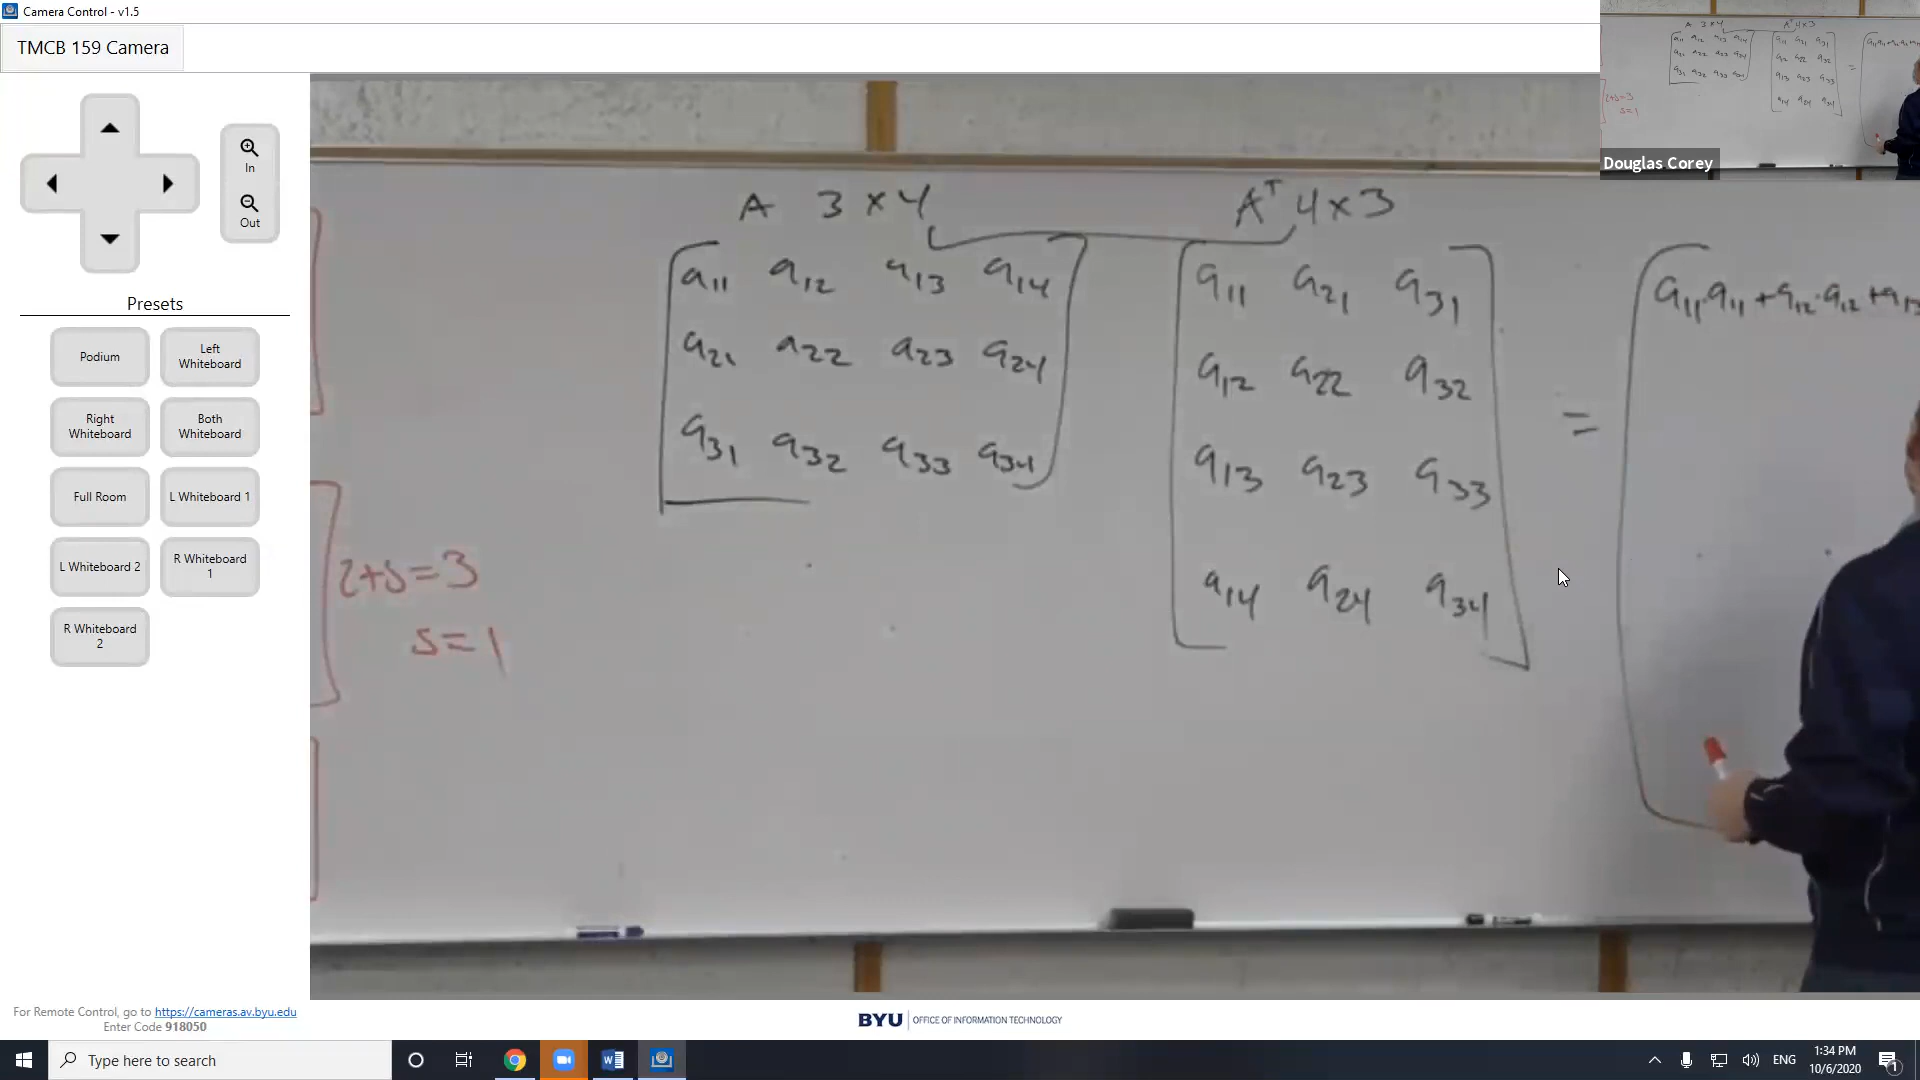 Camera Control - v1.5
TMCB 159 Camera
Douglas Corey
In
Out
Presets
Podium
Left Whiteboard
Right Whiteboard
Both Whiteboard
Full Room
L Whiteboard 1
L Whiteboard 2
R Whiteboard 1
R Whiteboard 2
A 3 × 4
Aᵀ 4 × 3
a11 a12 a13 a14
a21 a22 a23 a24
a31 a32 a33 a34
a11 a21 a31
a12 a22 a32
a13 a23 a33
a14 a24 a34
=
a11·a11 + a12·a12 + a13
2+s=3
s=1
For Remote Control, go to https://cameras.av.byu.edu
Enter Code 918050
BYU OFFICE OF INFORMATION TECHNOLOGY
Type here to search
ENG
1:34 PM
10/6/2020
1